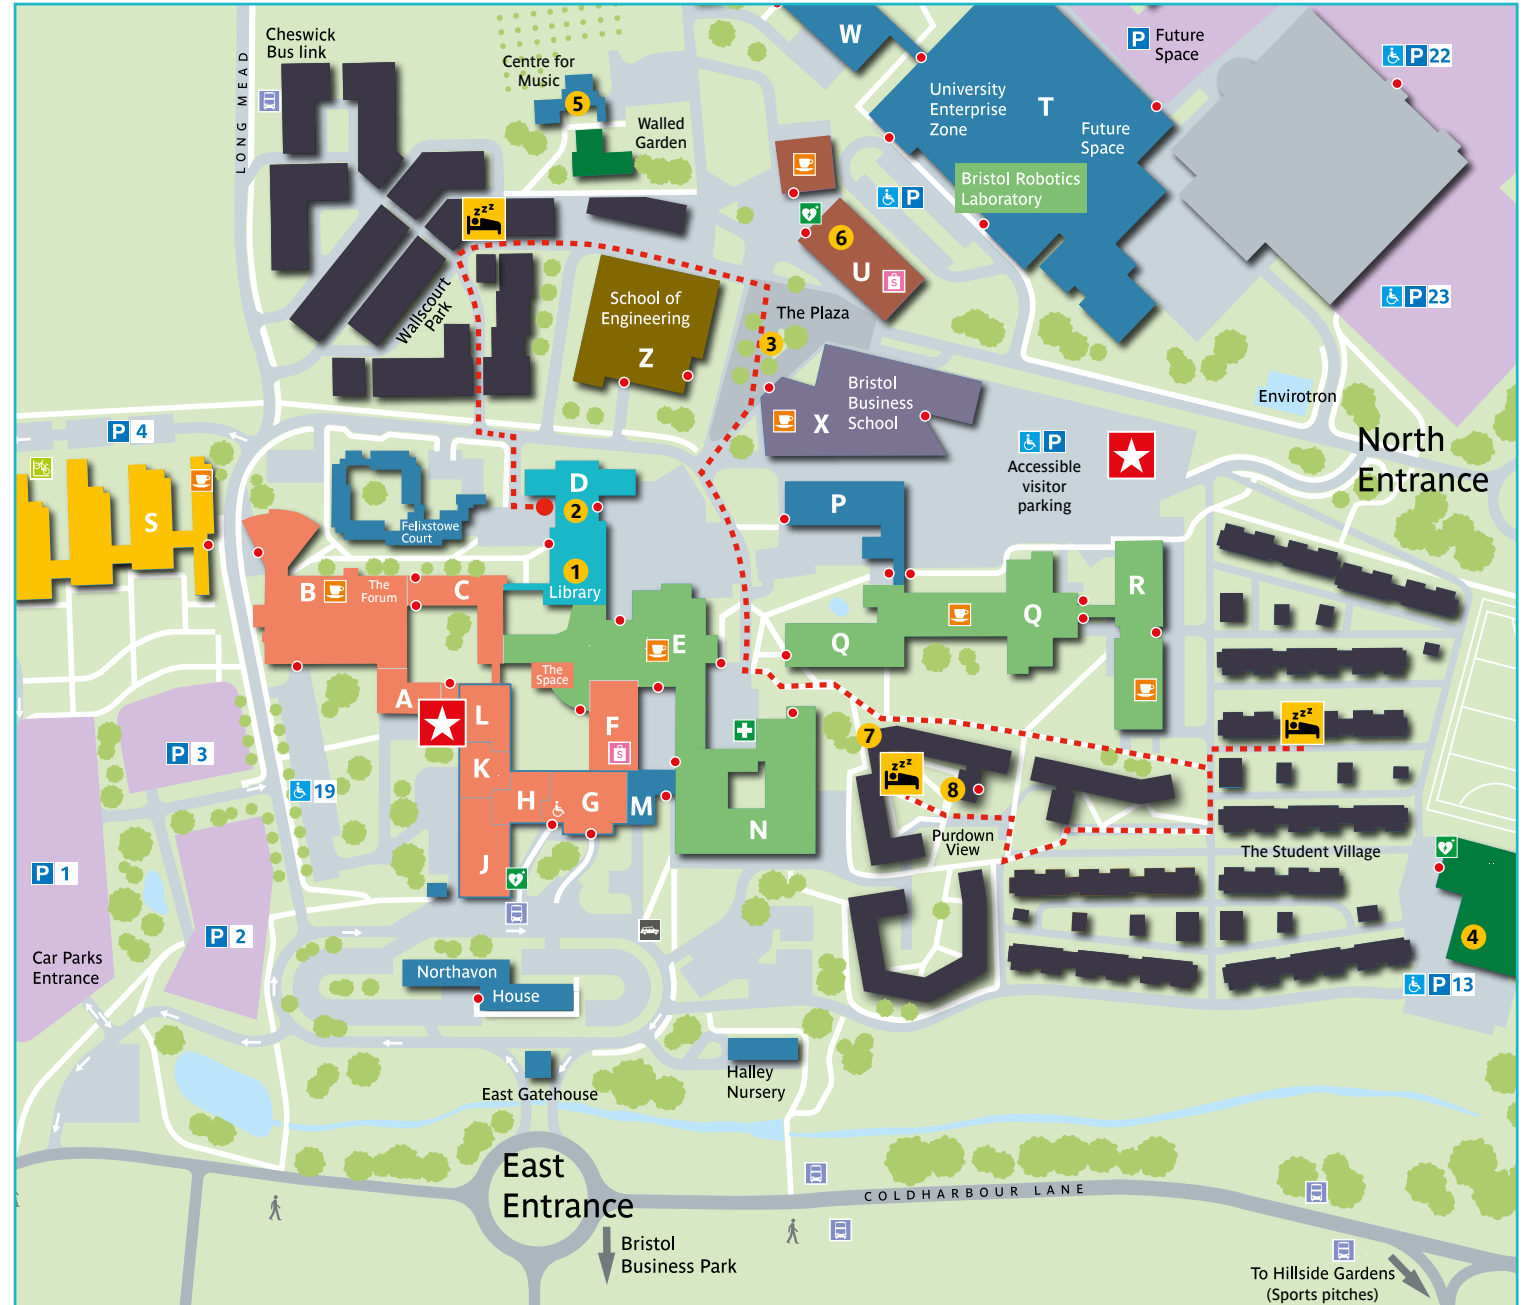 Cheswick
Bus link
LONG MEAD
Centre for
Music
5
Walled
Garden
W
University
Enterprise
Zone
T
Future
Space
Bristol Robotics
Laboratory
P Future
Space
P 22
P
P 23
zzz
6
U
S
Wallscourt
Park
School of
Engineering
Z
The Plaza
3
Bristol
Business
School
X
Envirotron
North
Entrance
P 4
P
Accessible
visitor
parking
S
Felixstowe
Court
D
2
1
Library
P
B
The
Forum
C
E
Q
Q
R
The
Space
A
L
F
S
K
H
G
M
N
J
P 3
19
P 1
P 2
7
zzz
8
Purdown
View
zzz
The Student Village
4
P 13
Car Parks
Entrance
Northavon
House
East Gatehouse
Halley
Nursery
East
Entrance
COLDHARBOUR LANE
Bristol
Business Park
To Hillside Gardens
(Sports pitches)